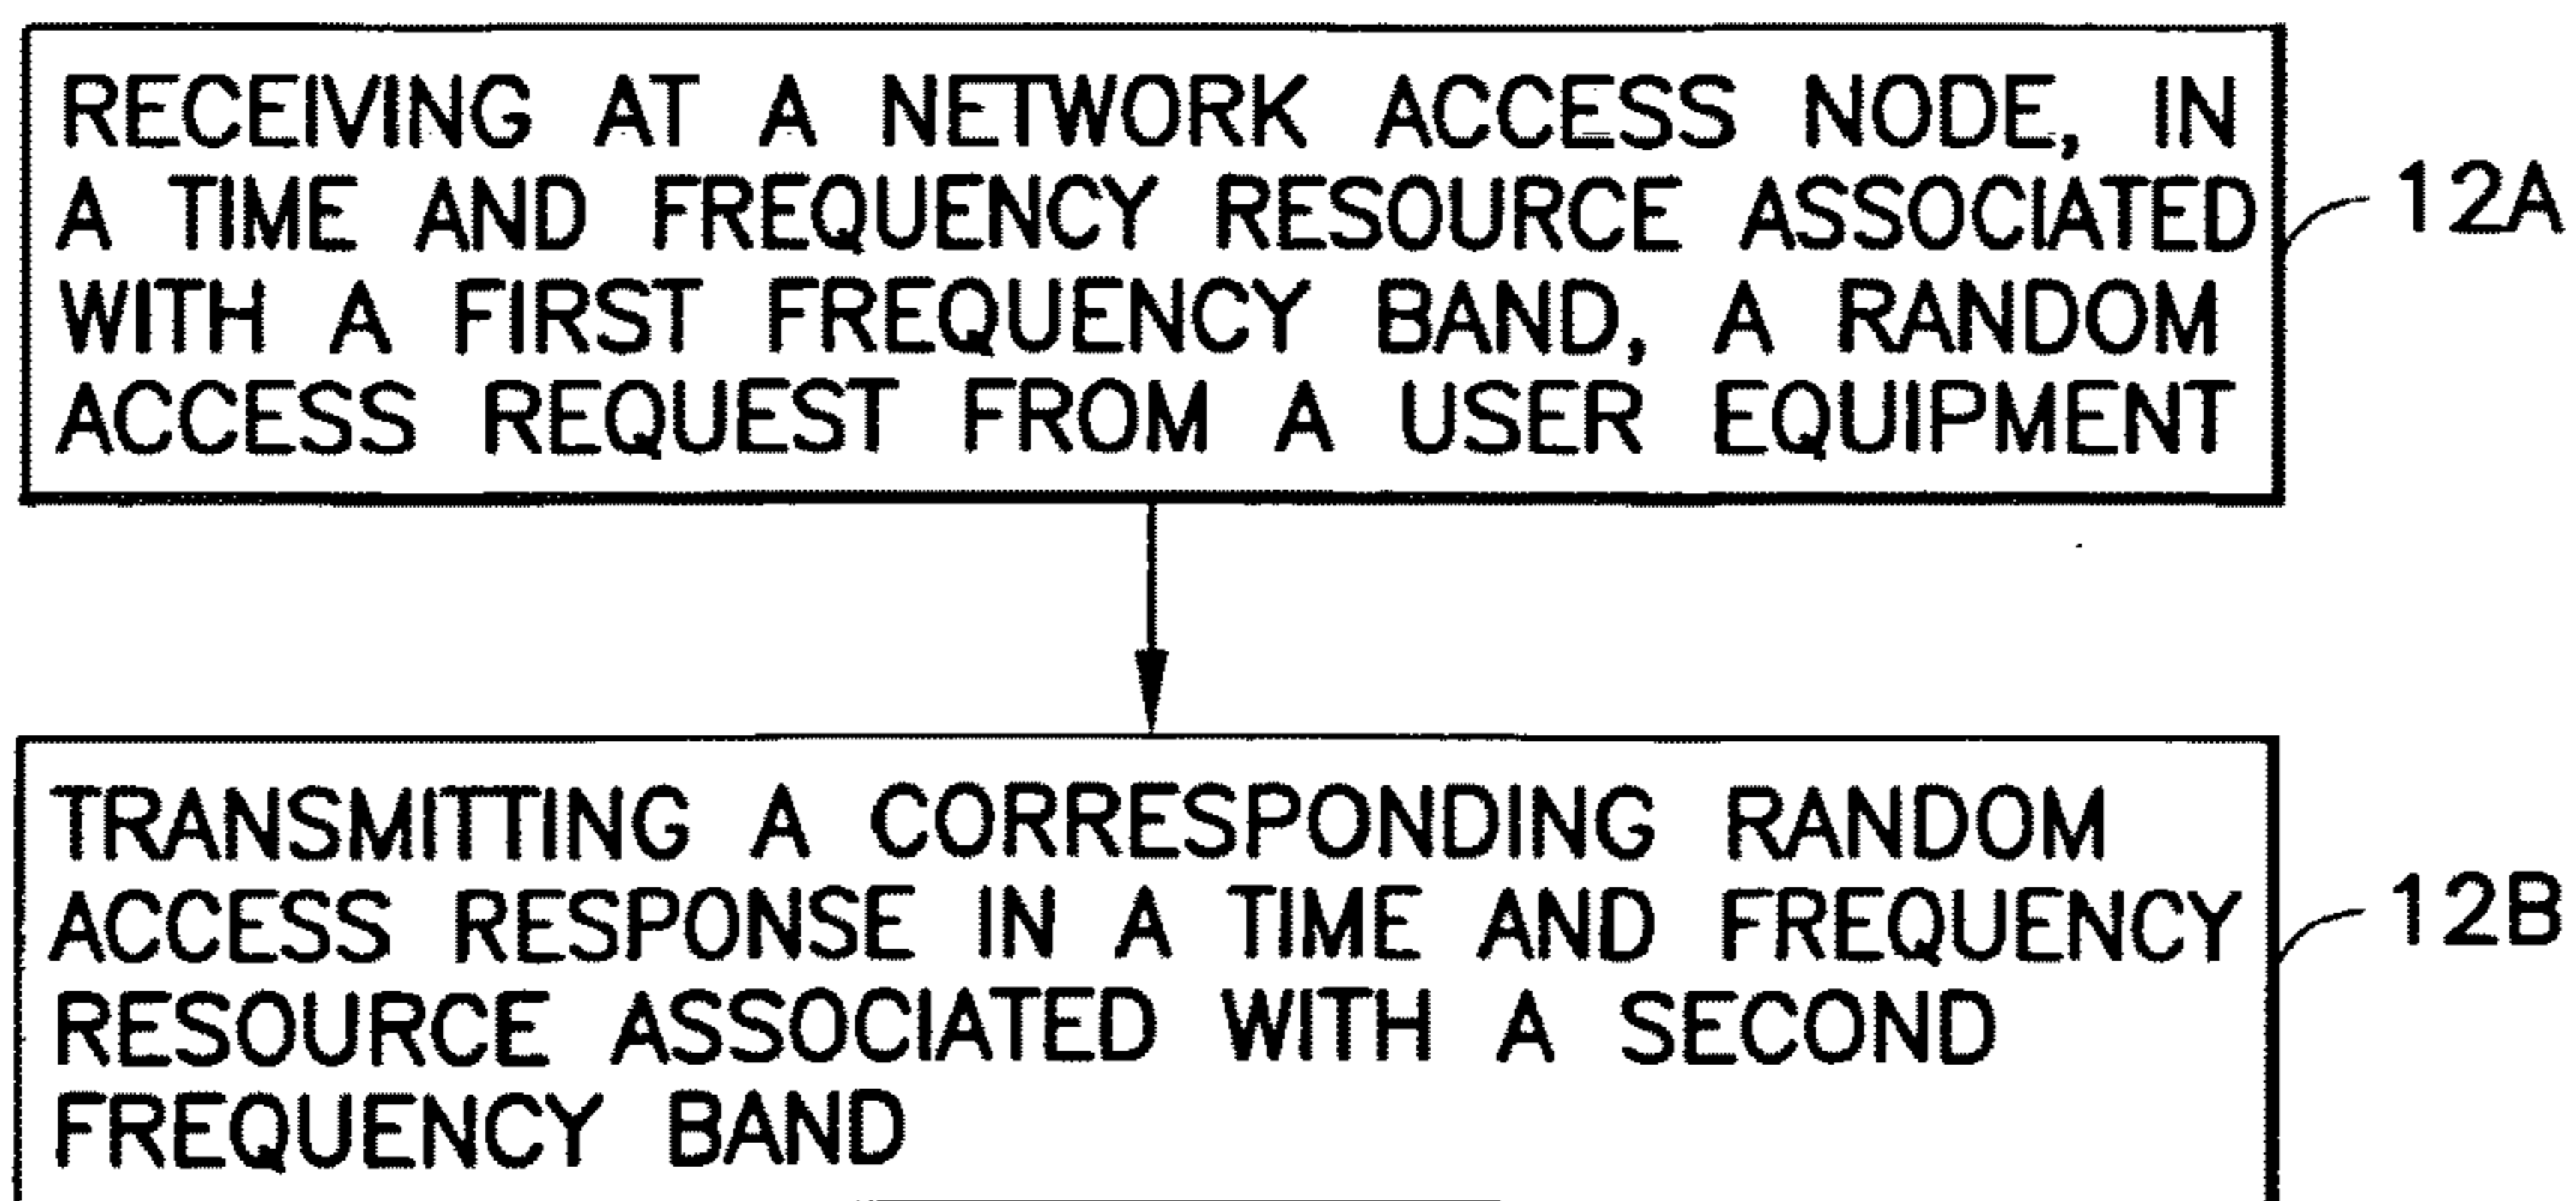 RECEIVING AT A NETWORK ACCESS NODE, IN
A TIME AND FREQUENCY RESOURCE ASSOCIATED
WITH A FIRST FREQUENCY BAND, A RANDOM
ACCESS REQUEST FROM A USER EQUIPMENT
12A
TRANSMITTING A CORRESPONDING RANDOM
ACCESS RESPONSE IN A TIME AND FREQUENCY
RESOURCE ASSOCIATED WITH A SECOND
FREQUENCY BAND
12B